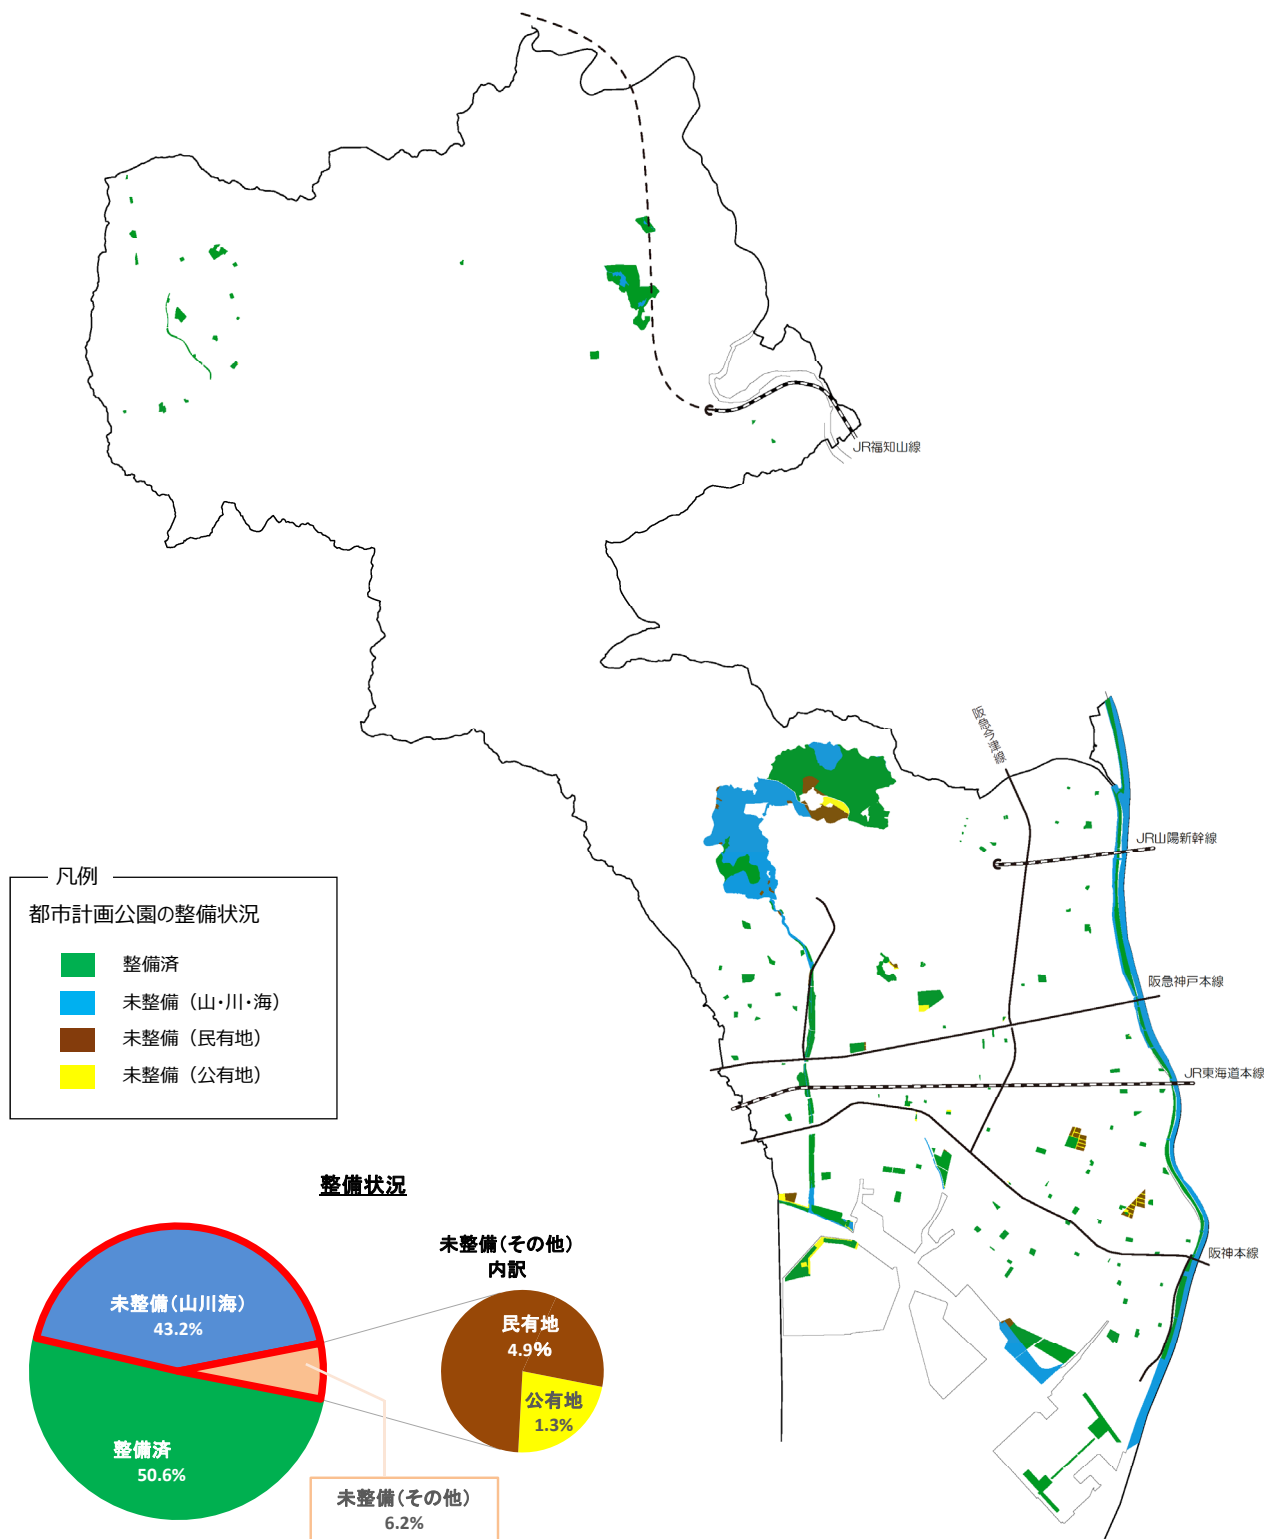 JR福知山線
阪急今津線
JR山陽新幹線
凡例
都市計画公園の整備状況
整備済
未整備（山・川・海）
未整備（民有地）
未整備（公有地）
阪急神戸本線
JR東海道本線
阪神本線
整備状況
未整備（その他）
内訳
未整備（山川海）
43.2%
民有地
4.9%
公有地
1.3%
整備済
50.6%
未整備（その他）
6.2%